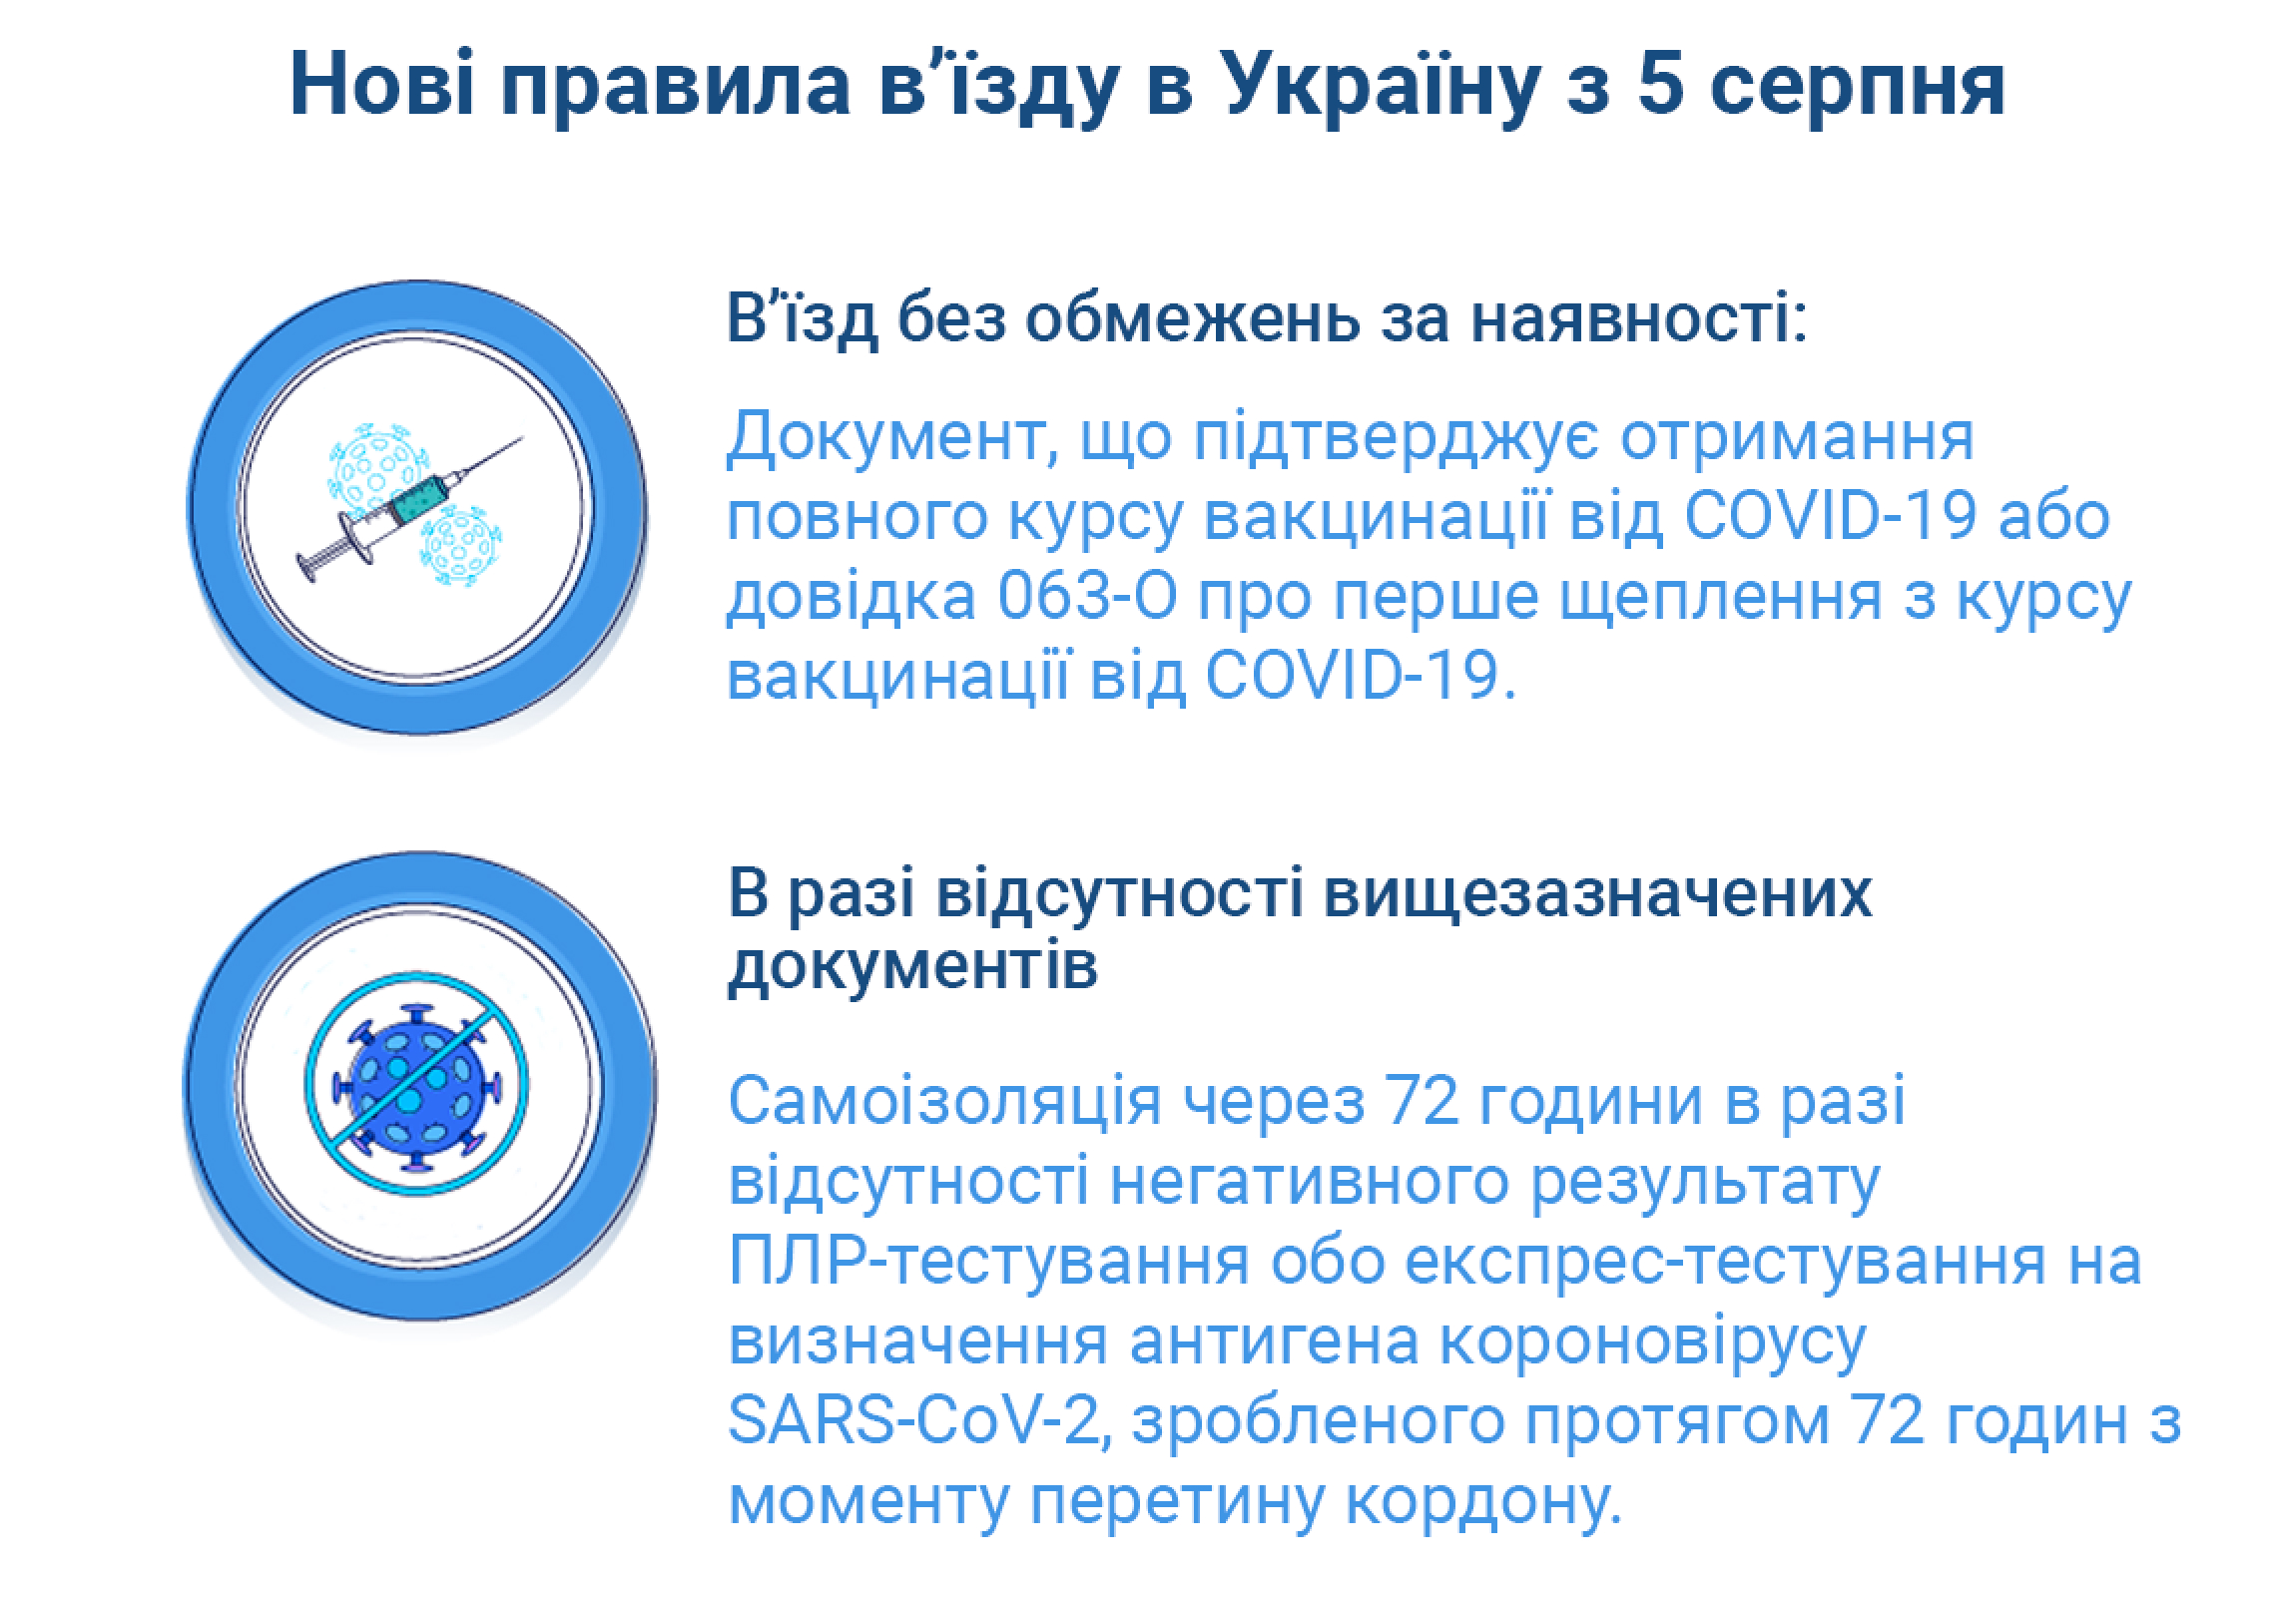 Нові правила в’їзду в Україну з 5 серпня
В’їзд без обмежень за наявності:
Документ, що підтверджує отримання
повного курсу вакцинації від COVID-19 або
довідка 063-О про перше щеплення з курсу
вакцинації від COVID-19.
В разі відсутності вищезазначених
документів
Самоізоляція через 72 години в разі
відсутності негативного результату
ПЛР-тестування обо експрес-тестування на
визначення антигена короновірусу
SARS-CoV-2, зробленого протягом 72 годин з
моменту перетину кордону.